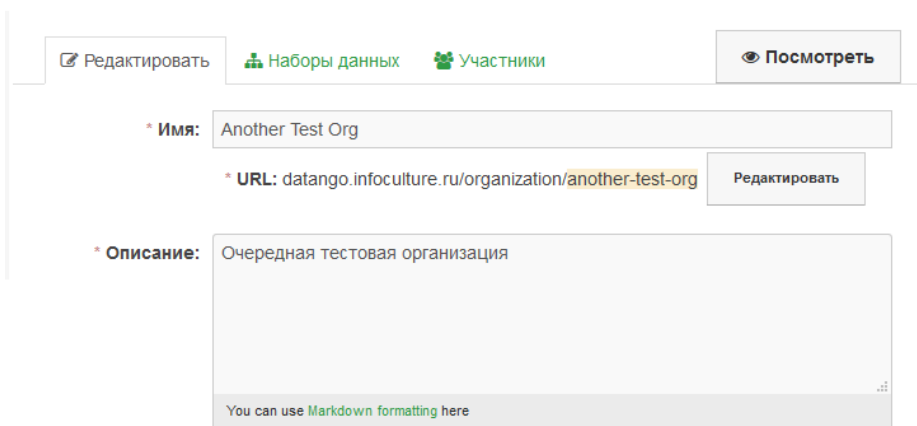 Редактировать Наборы данных Участники Посмотреть
* Имя: Another Test Org
* URL: datango.infoculture.ru/organization/another-test-org Редактировать
* Описание: Очередная тестовая организация
You can use Markdown formatting here